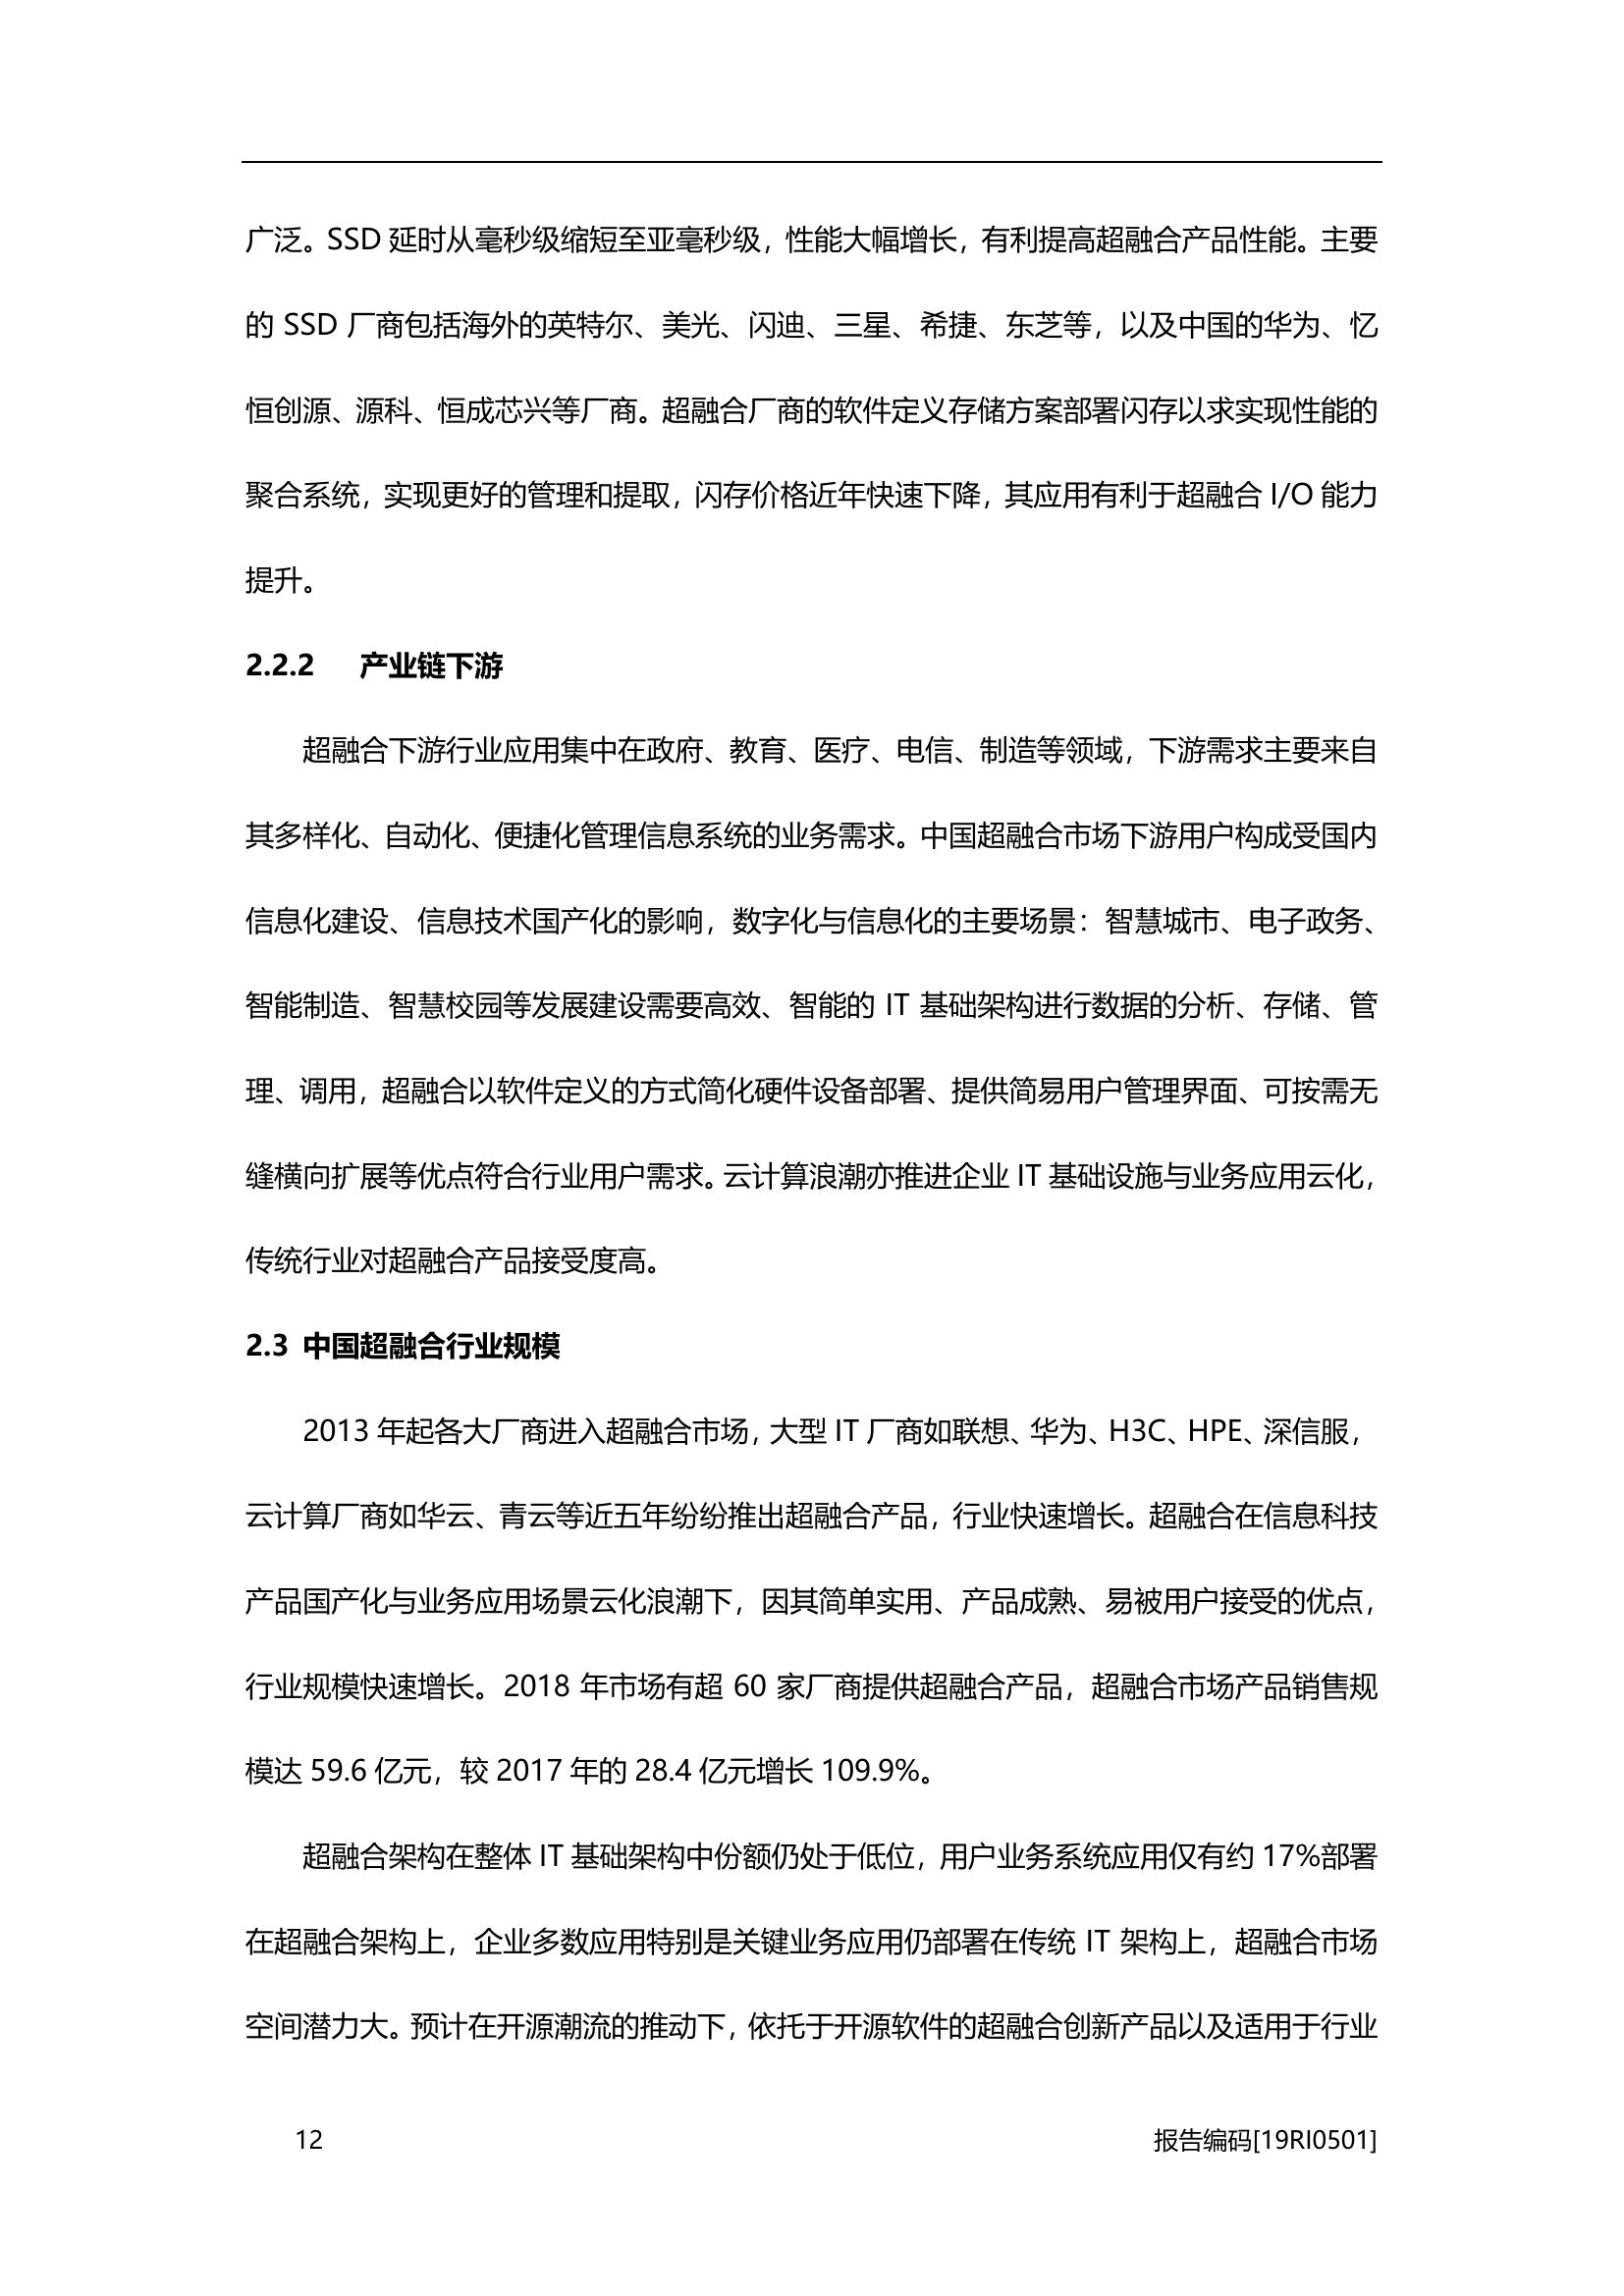 广泛。SSD 延时从毫秒级缩短至亚毫秒级，性能大幅增长，有利提高超融合产品性能。主要
的 SSD 厂商包括海外的英特尔、美光、闪迪、三星、希捷、东芝等，以及中国的华为、忆
恒创源、源科、恒成芯兴等厂商。超融合厂商的软件定义存储方案部署闪存以求实现性能的
聚合系统，实现更好的管理和提取，闪存价格近年快速下降，其应用有利于超融合 I/O 能力
提升。
2.2.2 产业链下游
超融合下游行业应用集中在政府、教育、医疗、电信、制造等领域，下游需求主要来自
其多样化、自动化、便捷化管理信息系统的业务需求。中国超融合市场下游用户构成受国内
信息化建设、信息技术国产化的影响，数字化与信息化的主要场景：智慧城市、电子政务、
智能制造、智慧校园等发展建设需要高效、智能的 IT 基础架构进行数据的分析、存储、管
理、调用，超融合以软件定义的方式简化硬件设备部署、提供简易用户管理界面、可按需无
缝横向扩展等优点符合行业用户需求。云计算浪潮亦推进企业 IT 基础设施与业务应用云化，
传统行业对超融合产品接受度高。
2.3 中国超融合行业规模
2013 年起各大厂商进入超融合市场，大型 IT 厂商如联想、华为、H3C、HPE、深信服，
云计算厂商如华云、青云等近五年纷纷推出超融合产品，行业快速增长。超融合在信息科技
产品国产化与业务应用场景云化浪潮下，因其简单实用、产品成熟、易被用户接受的优点，
行业规模快速增长。2018 年市场有超 60 家厂商提供超融合产品，超融合市场产品销售规
模达 59.6 亿元，较 2017 年的 28.4 亿元增长 109.9%。
超融合架构在整体 IT 基础架构中份额仍处于低位，用户业务系统应用仅有约 17%部署
在超融合架构上，企业多数应用特别是关键业务应用仍部署在传统 IT 架构上，超融合市场
空间潜力大。预计在开源潮流的推动下，依托于开源软件的超融合创新产品以及适用于行业
12 报告编码[19RI0501]